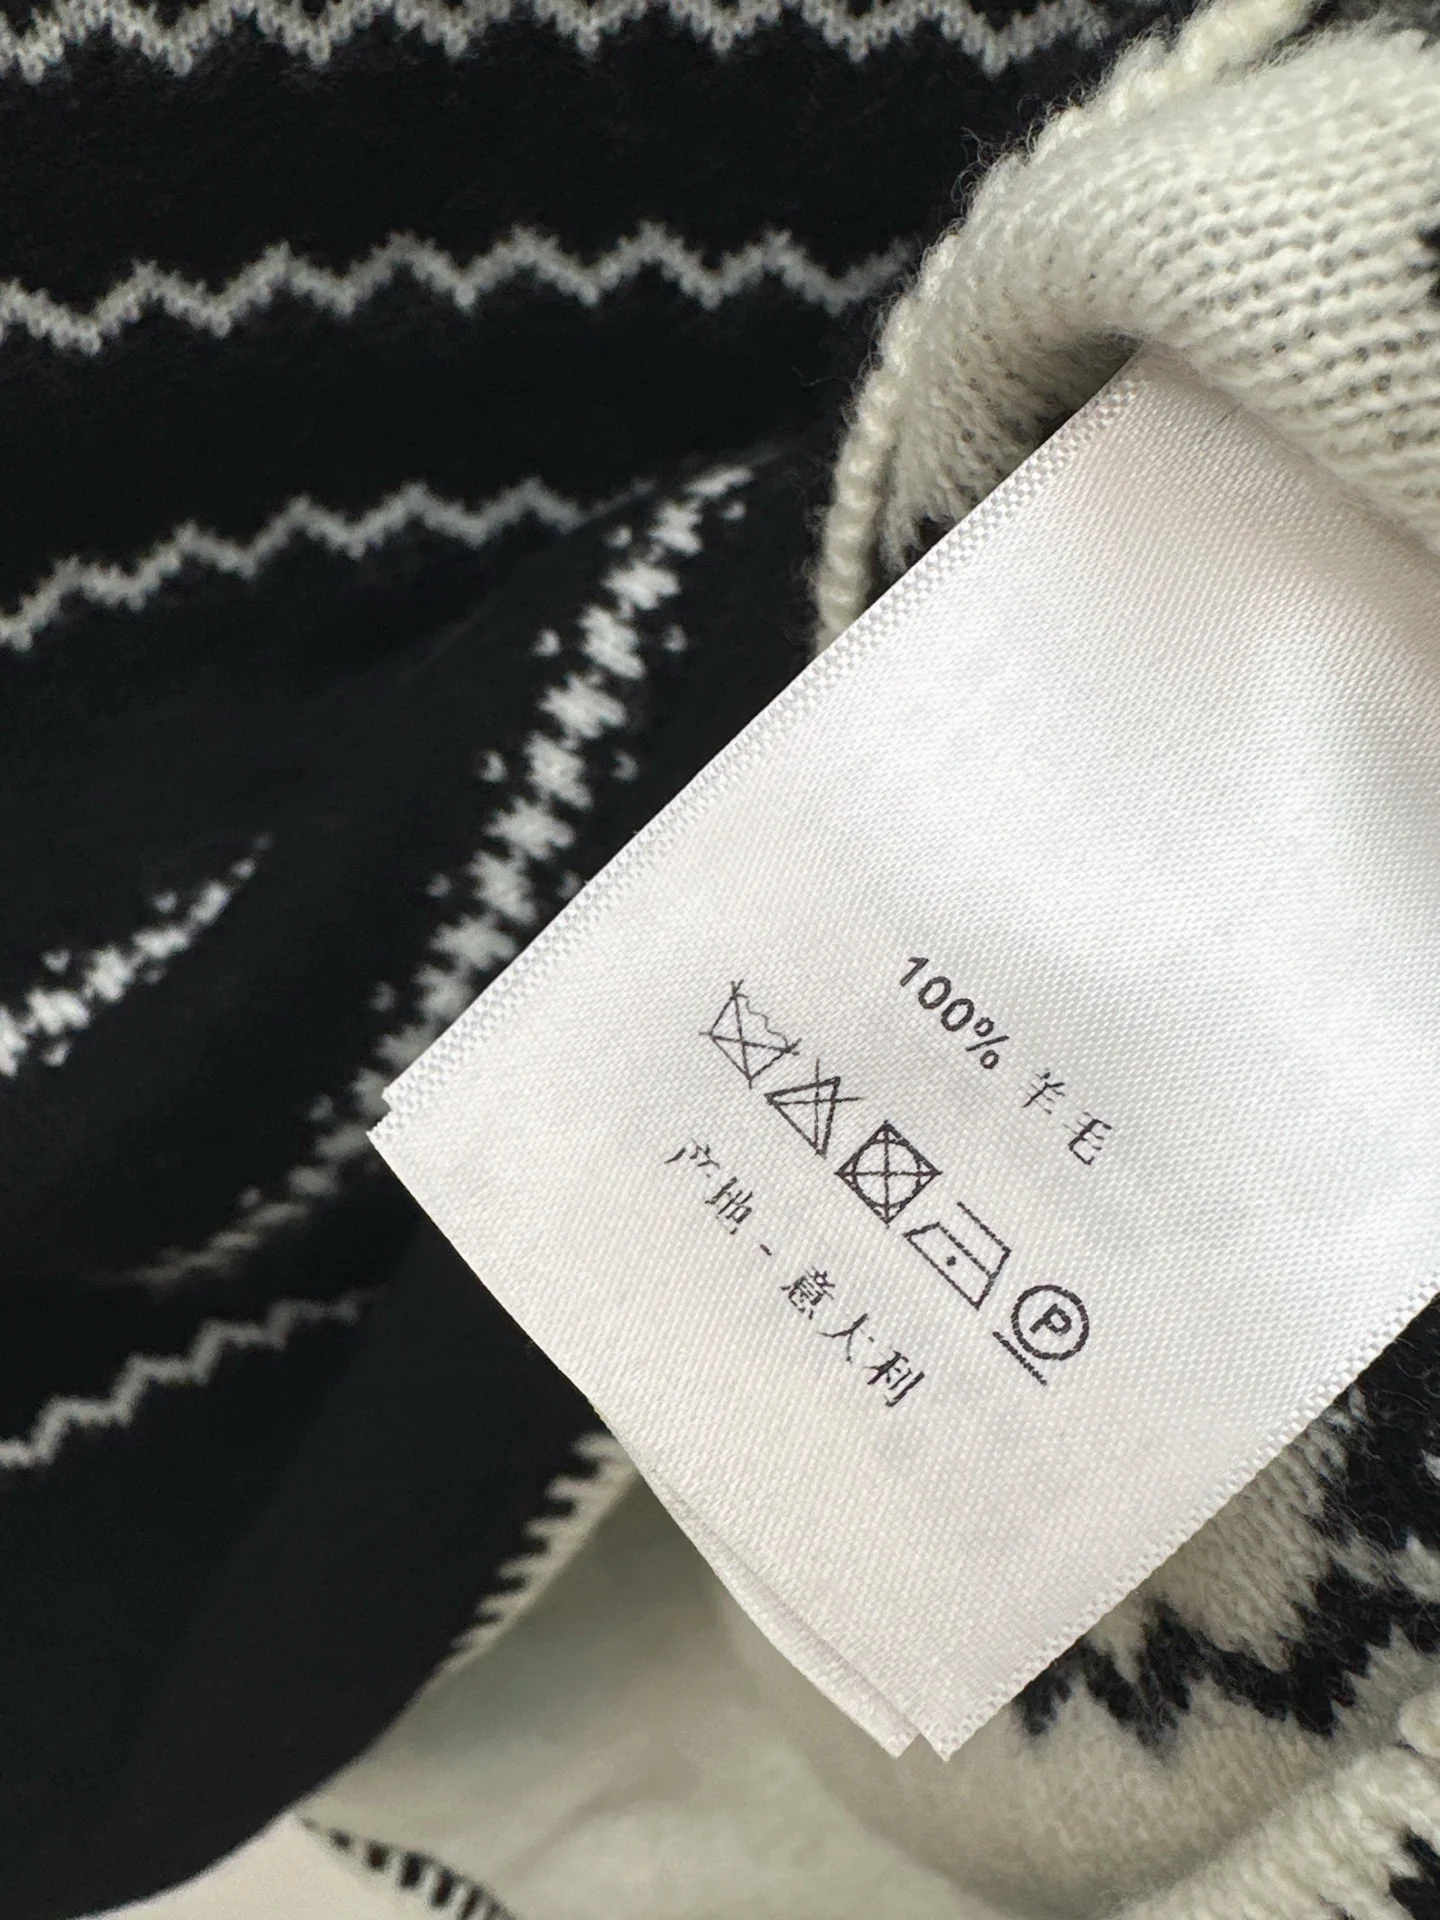 100% 羊毛
P
产地 - 意大利